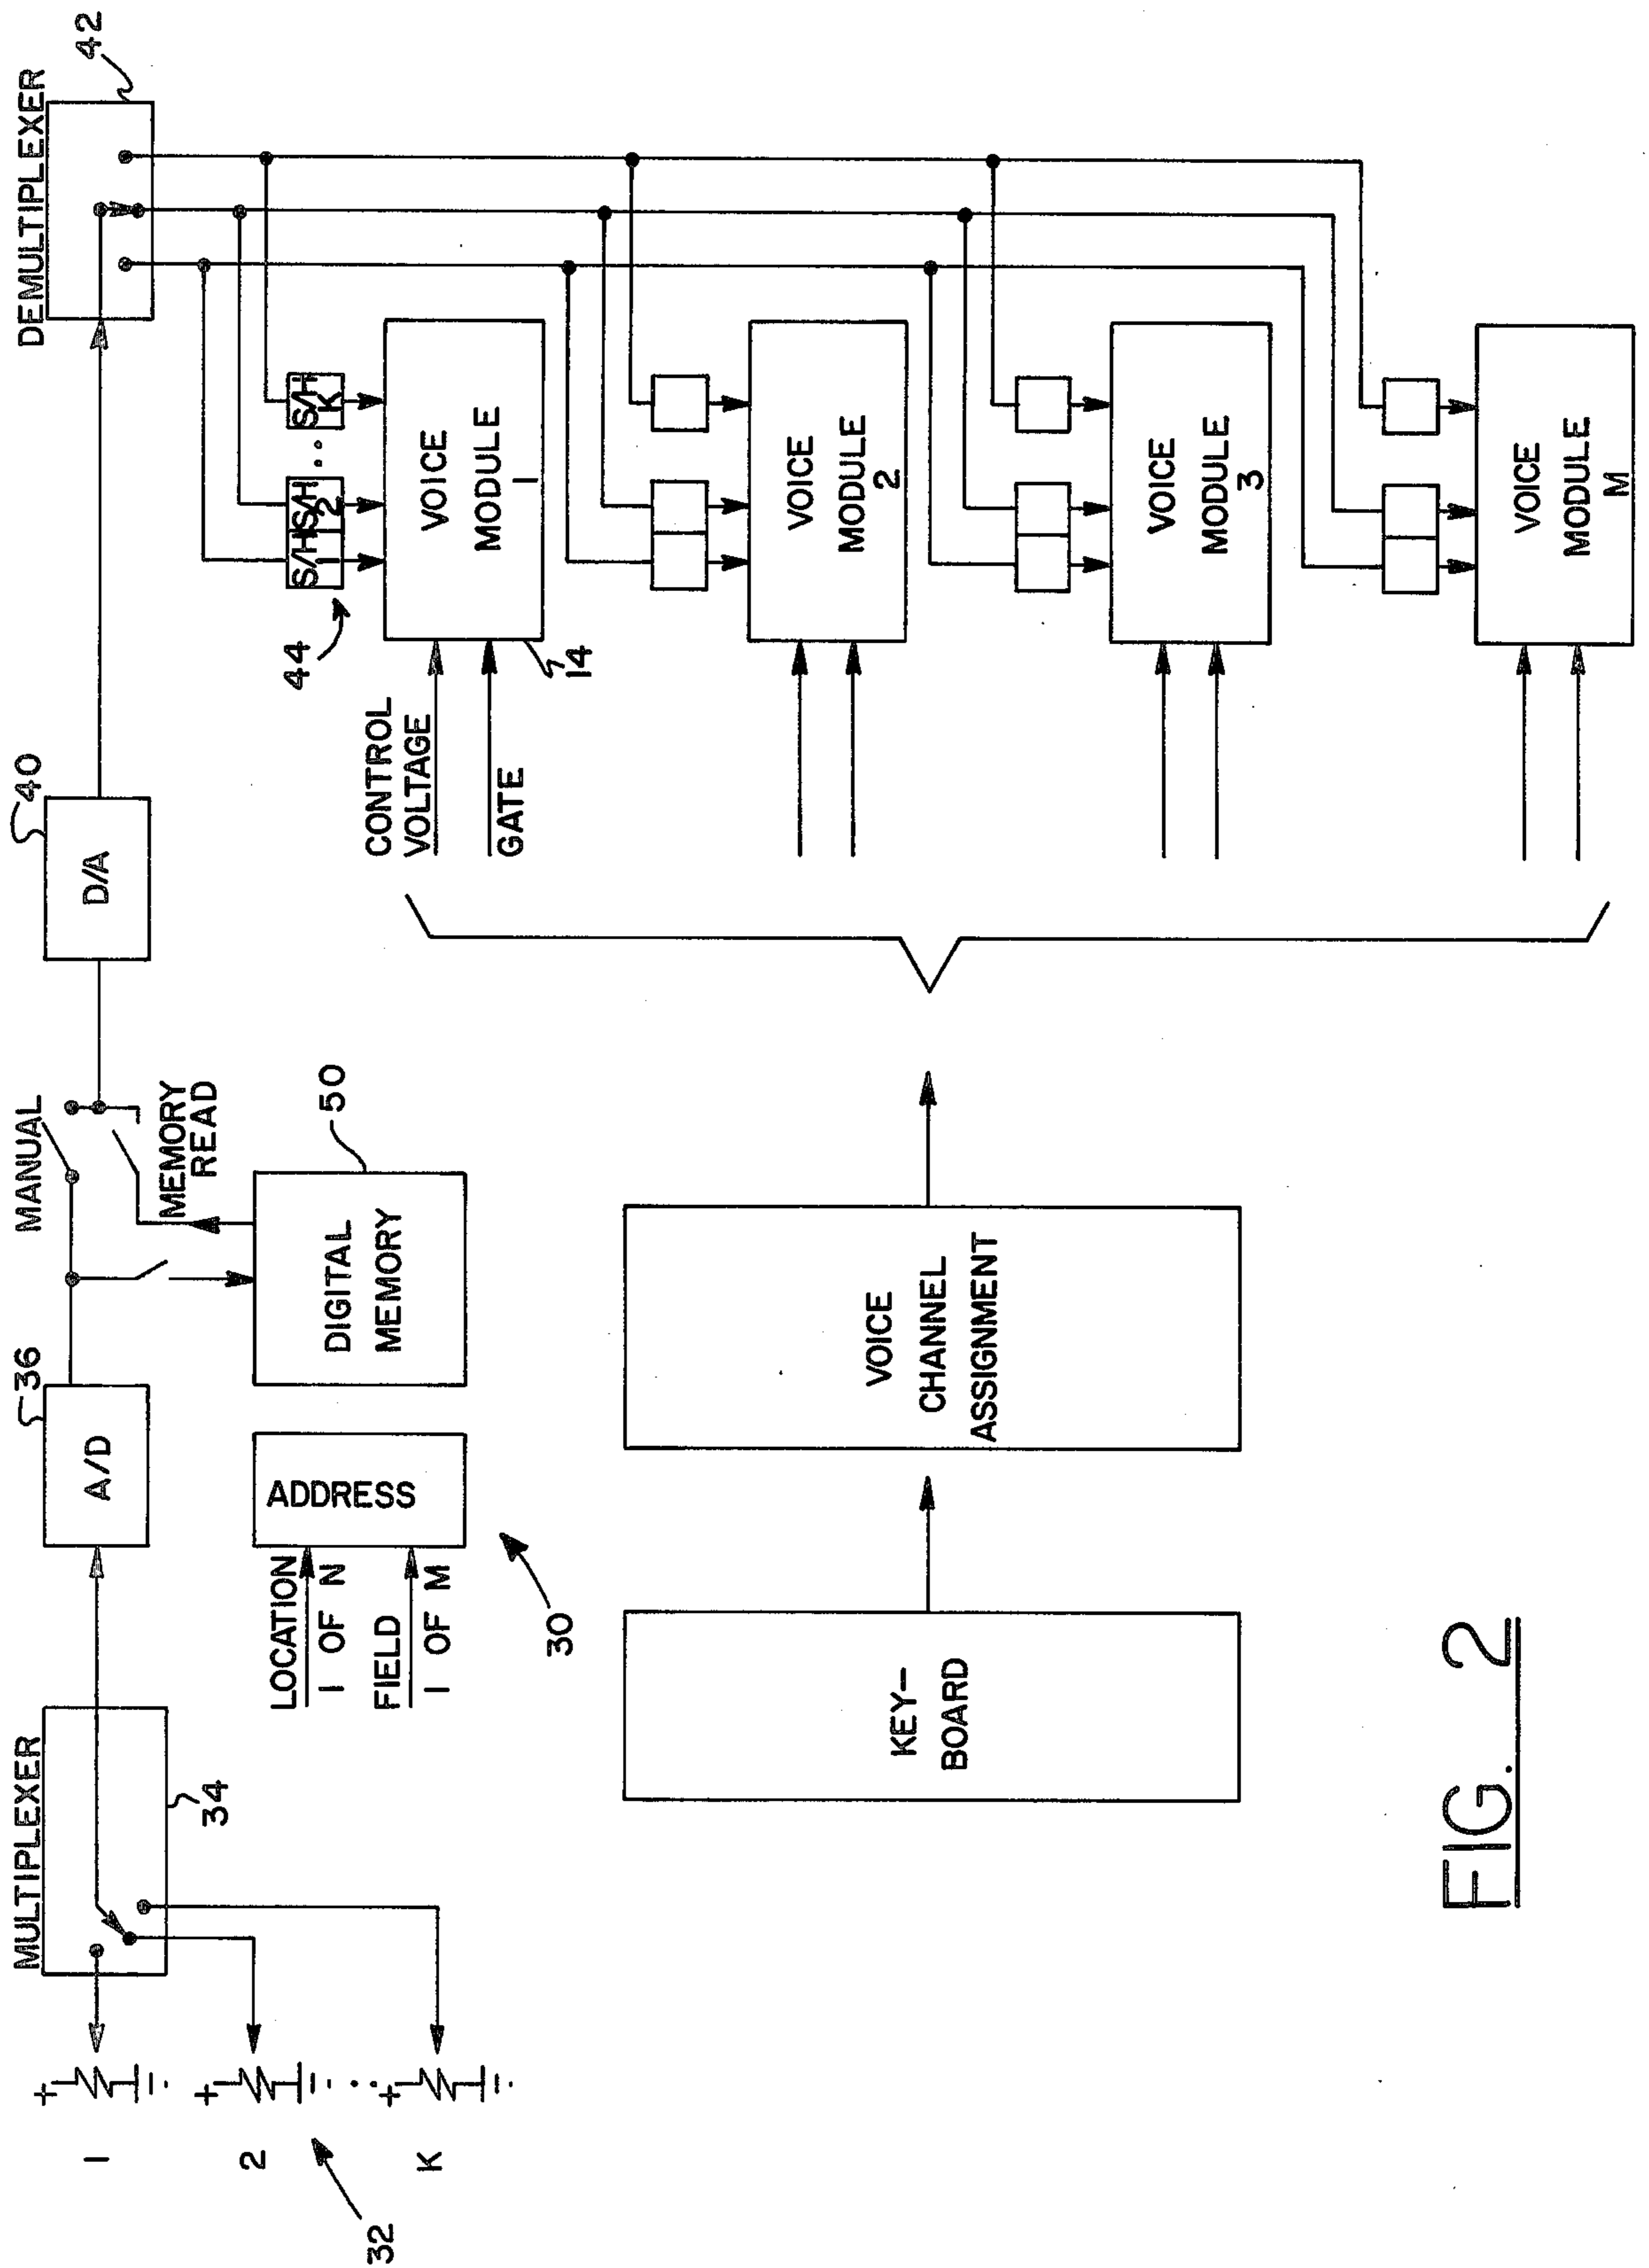 MULTIPLEXER
34
36
A/D
MANUAL
MEMORY
READ
40
D/A
DEMULTIPLEXER
42
1
2
K
32
+
+
+
LOCATION
1 OF N
FIELD
1 OF M
ADDRESS
30
DIGITAL
MEMORY
50
KEY-
BOARD
VOICE
CHANNEL
ASSIGNMENT
CONTROL
VOLTAGE
GATE
44
S/H
1
S/H
2
S/H
K
VOICE
MODULE
1
14
VOICE
MODULE
2
VOICE
MODULE
3
VOICE
MODULE
M
FIG. 2